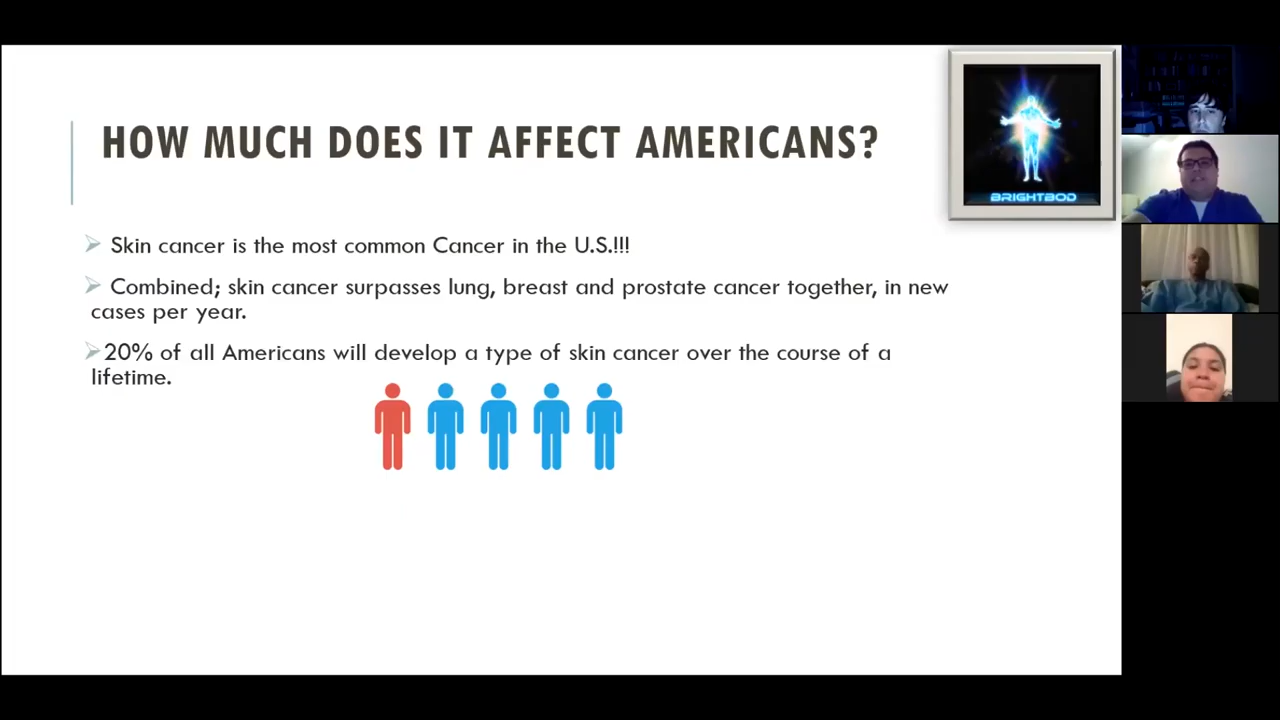 HOW MUCH DOES IT AFFECT AMERICANS?
BRIGHTBOD
Skin cancer is the most common Cancer in the U.S.!!!
Combined; skin cancer surpasses lung, breast and prostate cancer together, in new
cases per year.
20% of all Americans will develop a type of skin cancer over the course of a
lifetime.